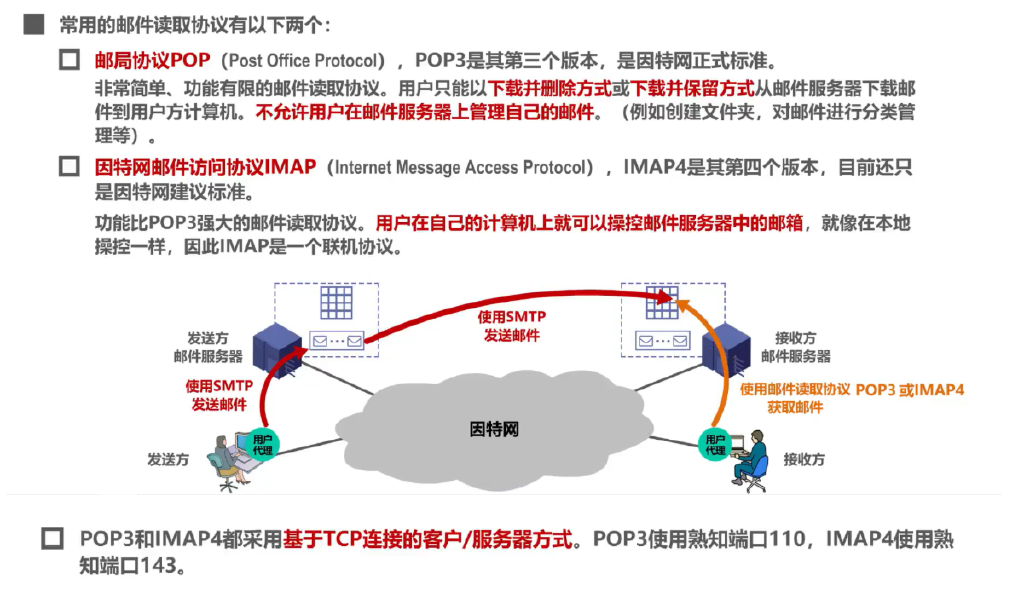 常用的邮件读取协议有以下两个：
邮局协议POP（Post Office Protocol），POP3是其第三个版本，是因特网正式标准。
非常简单、功能有限的邮件读取协议。用户只能以下载并删除方式或下载并保留方式从邮件服务器下载邮
件到用户方计算机。不允许用户在邮件服务器上管理自己的邮件。（例如创建文件夹，对邮件进行分类管
理等）。
因特网邮件访问协议IMAP（Internet Message Access Protocol），IMAP4是其第四个版本，目前还只
是因特网建议标准。
功能比POP3强大的邮件读取协议。用户在自己的计算机上就可以操控邮件服务器中的邮箱，就像在本地
操控一样，因此IMAP是一个联机协议。
使用SMTP
发送邮件
发送方
邮件服务器
接收方
邮件服务器
使用SMTP
发送邮件
使用邮件读取协议 POP3 或IMAP4
获取邮件
因特网
用户
代理
用户
代理
发送方
接收方
POP3和IMAP4都采用基于TCP连接的客户/服务器方式。POP3使用熟知端口110，IMAP4使用熟
知端口143。